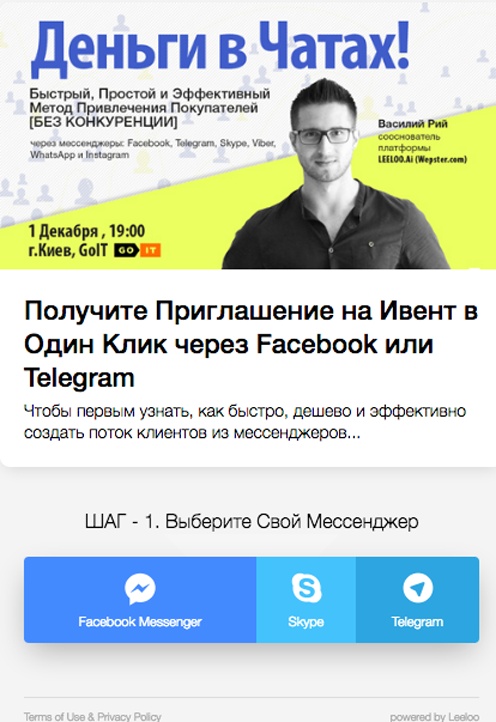 Деньги в Чатах!
Быстрый, Простой и Эффективный
Метод Привлечения Покупателей
[БЕЗ КОНКУРЕНЦИИ]
через мессенджеры: Facebook, Telegram, Skype, Viber,
WhatsApp и Instagram
Василий Рий
сооснователь
платформы
LEELOO.Ai (Wepster.com)
1 Декабря , 19:00
г.Киев, GoIT GO IT
Получите Приглашение на Ивент в
Один Клик через Facebook или
Telegram
Чтобы первым узнать, как быстро, дешево и эффективно
создать поток клиентов из мессенджеров...
ШАГ - 1. Выберите Свой Мессенджер
Facebook Messenger Skype Telegram
Terms of Use & Privacy Policy powered by Leeloo